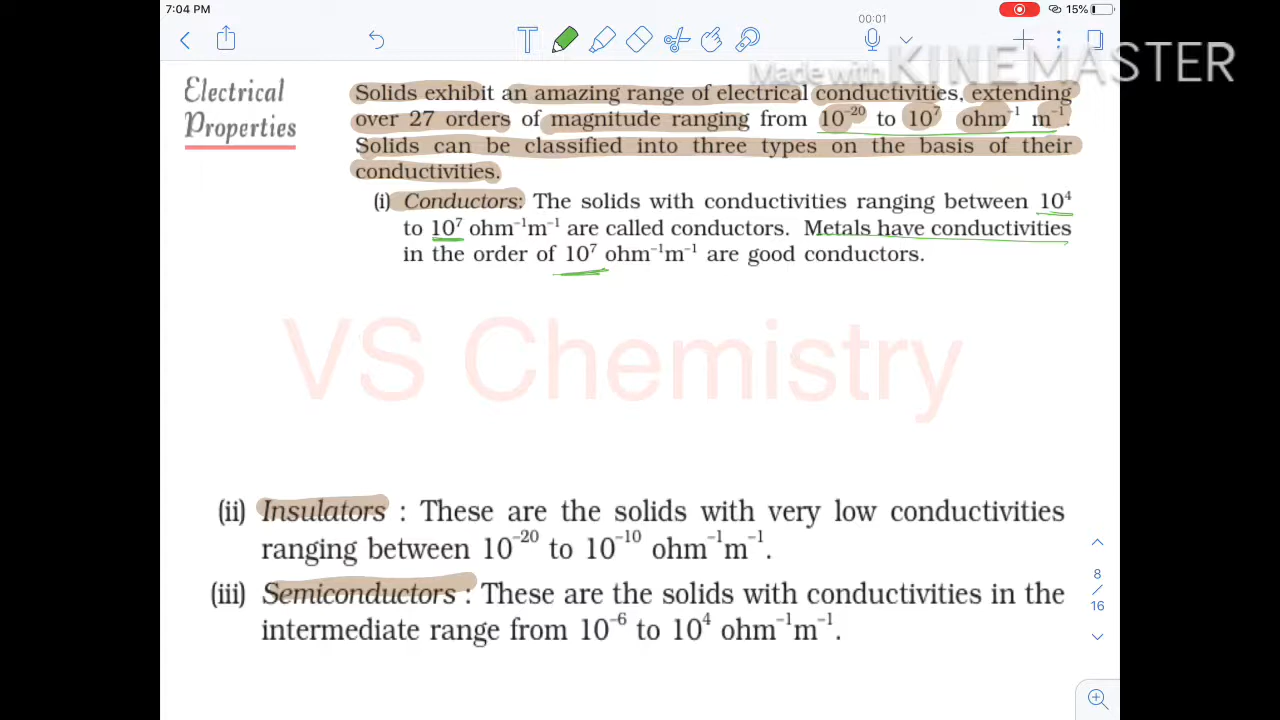 7:04 PM
15%
00:01
Made with KINEMASTER
Electrical
Properties
Solids exhibit an amazing range of electrical conductivities, extending
over 27 orders of magnitude ranging from 10⁻²⁰ to 10⁷ ohm⁻¹ m⁻¹.
Solids can be classified into three types on the basis of their
conductivities.
(i) Conductors: The solids with conductivities ranging between 10⁴
to 10⁷ ohm⁻¹m⁻¹ are called conductors. Metals have conductivities
in the order of 10⁷ ohm⁻¹m⁻¹ are good conductors.
VS Chemistry
(ii) Insulators : These are the solids with very low conductivities
ranging between 10⁻²⁰ to 10⁻¹⁰ ohm⁻¹m⁻¹.
(iii) Semiconductors : These are the solids with conductivities in the
intermediate range from 10⁻⁶ to 10⁴ ohm⁻¹m⁻¹.
8
/
16